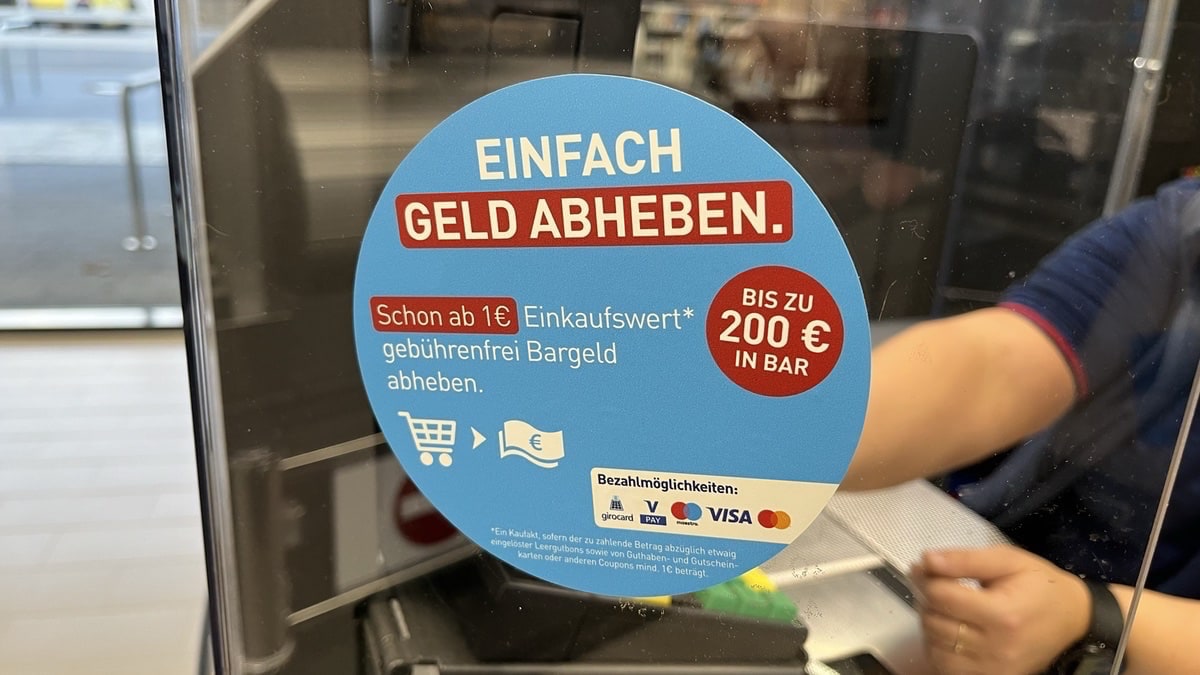 EINFACH
GELD ABHEBEN.
Schon ab 1€ Einkaufswert*
gebührenfrei Bargeld
abheben.
BIS ZU
200 €
IN BAR
€
Bezahlmöglichkeiten:
girocard V PAY maestro VISA
*Ein Kaufakt, sofern der zu zahlende Betrag abzüglich etwaig
eingelöster Leergutbons sowie von Guthaben- und Gutschein-
karten oder anderen Coupons mind. 1€ beträgt.